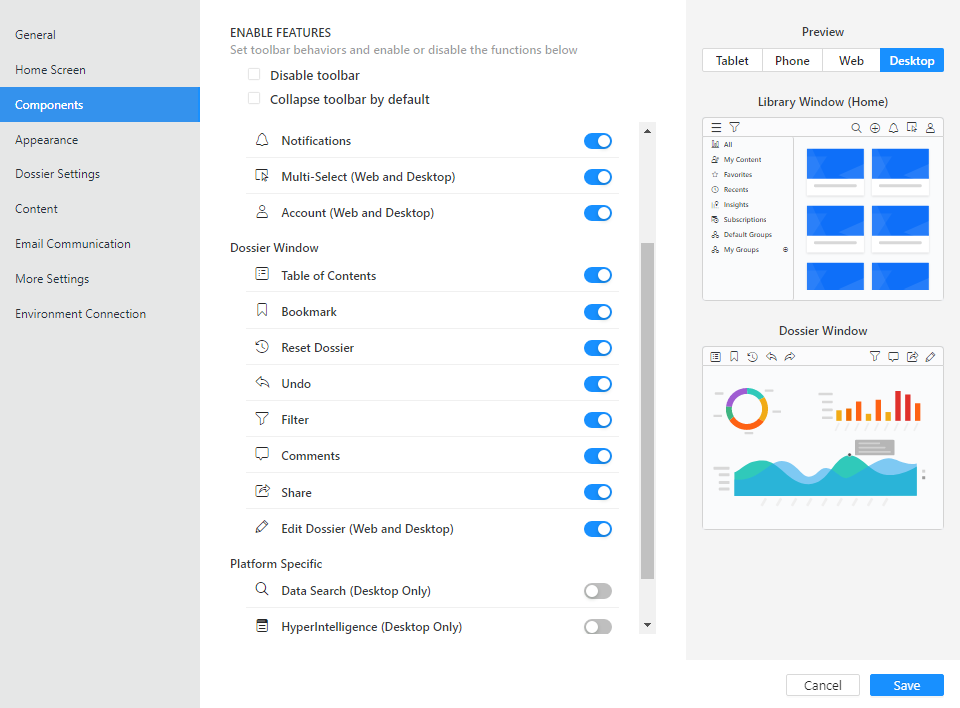 General
Home Screen
Components
Appearance
Dossier Settings
Content
Email Communication
More Settings
Environment Connection
ENABLE FEATURES
Set toolbar behaviors and enable or disable the functions below
Disable toolbar
Collapse toolbar by default
Notifications
Multi-Select (Web and Desktop)
Account (Web and Desktop)
Dossier Window
Table of Contents
Bookmark
Reset Dossier
Undo
Filter
Comments
Share
Edit Dossier (Web and Desktop)
Platform Specific
Data Search (Desktop Only)
HyperIntelligence (Desktop Only)
Preview
Tablet Phone Web Desktop
Library Window (Home)
All
My Content
Favorites
Recents
Insights
Subscriptions
Default Groups
My Groups
Dossier Window
Cancel Save